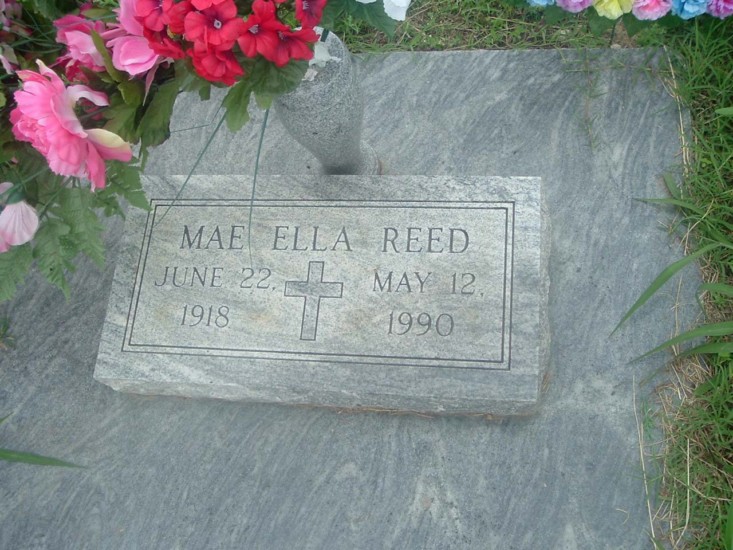 MAE ELLA REED
JUNE 22, MAY 12,
1918 1990